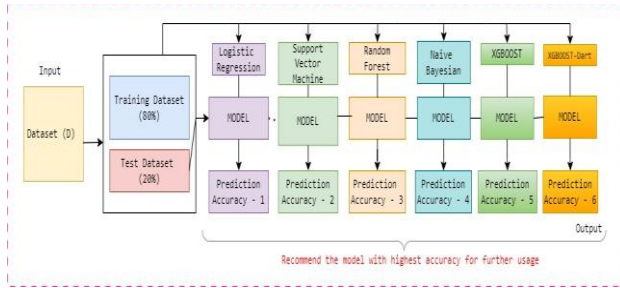 Input
Dataset (D)
Training Dataset
(80%)
Test Dataset
(20%)
Logistic
Regression
Support
Vector
Machine
Random
Forest
Naive
Bayesian
XGBOOST
XGBOOST-Dart
MODEL
MODEL
MODEL
MODEL
MODEL
MODEL
Prediction
Accuracy - 1
Prediction
Accuracy - 2
Prediction
Accuracy - 3
Prediction
Accuracy - 4
Prediction
Accuracy - 5
Prediction
Accuracy - 6
Output
Recommend the model with highest accuracy for further usage